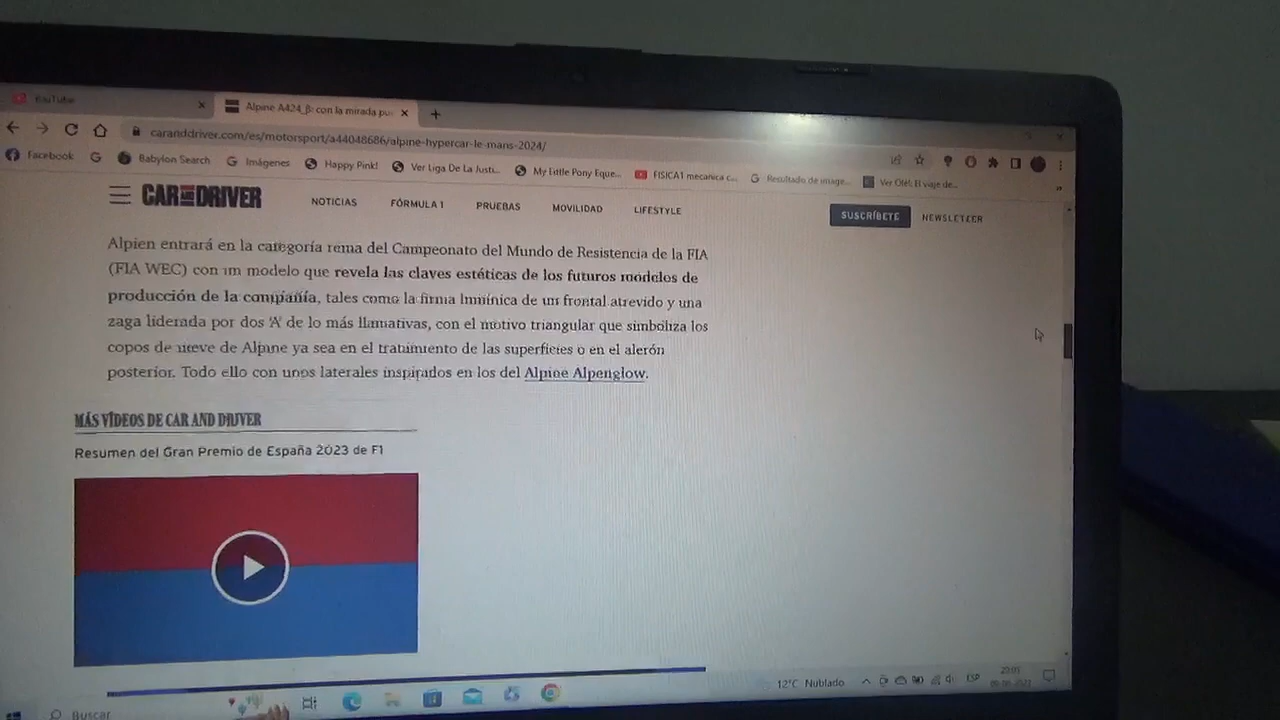 YouTube
Alpine A424_β: con la mirada pu
caranddriver.com/es/motorsport/a44048686/alpine-hypercar-le-mans-2024/
Facebook
Babylon Search
Imágenes
Happy Pink!
Ver Liga De La Justi...
My Little Pony Eque...
FISICA1 mecanica c...
Resultado de image...
Ver Otel: El viaje de...
CAR AND DRIVER
NOTICIAS
FÓRMULA 1
PRUEBAS
MOVILIDAD
LIFESTYLE
SUSCRÍBETE
NEWSLETTER
Alpien entrará en la categoría reina del Campeonato del Mundo de Resistencia de la FIA
(FIA WEC) con un modelo que revela las claves estéticas de los futuros modelos de
producción de la compañía, tales como la firma lumínica de un frontal atrevido y una
zaga liderada por dos 'A' de lo más llamativas, con el motivo triangular que simboliza los
copos de nieve de Alpine ya sea en el tratamiento de las superficies o en el alerón
posterior. Todo ello con unos laterales inspirados en los del Alpine Alpenglow.
MÁS VÍDEOS DE CAR AND DRIVER
Resumen del Gran Premio de España 2023 de F1
Buscar
12°C Nublado
ESP